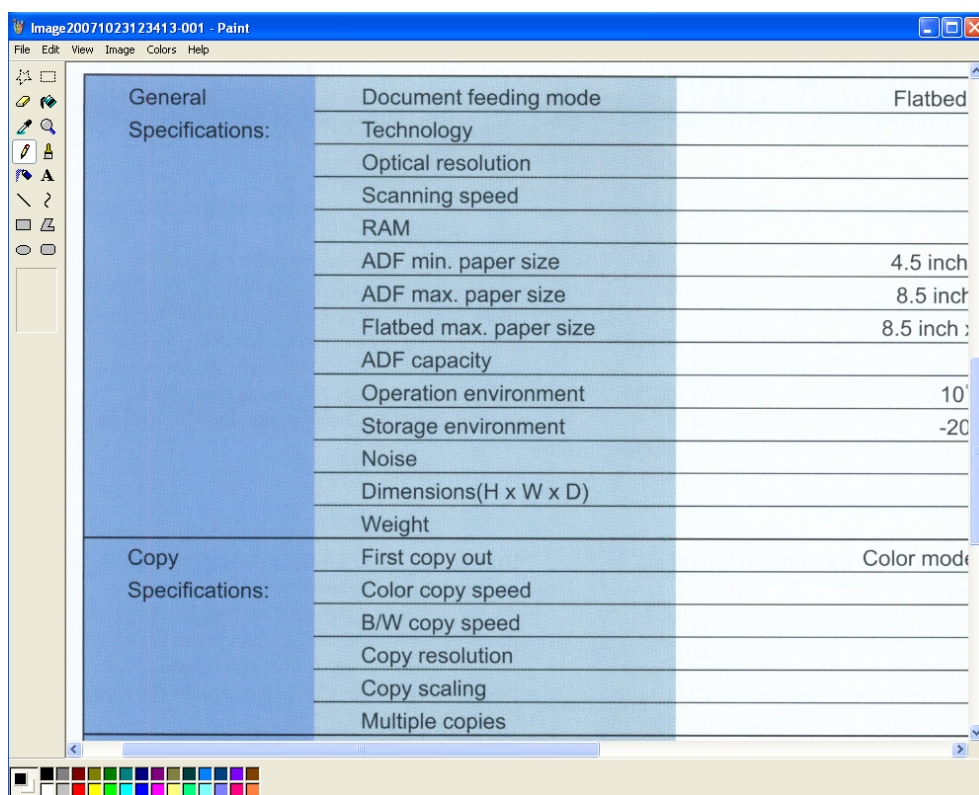 Image20071023123413-001 - Paint
File Edit View Image Colors Help
General Document feeding mode Flatbed
Specifications: Technology
Optical resolution
Scanning speed
RAM
ADF min. paper size 4.5 inch
ADF max. paper size 8.5 inch
Flatbed max. paper size 8.5 inch x
ADF capacity
Operation environment 10°
Storage environment -20
Noise
Dimensions(H x W x D)
Weight
Copy First copy out Color mode
Specifications: Color copy speed
B/W copy speed
Copy resolution
Copy scaling
Multiple copies